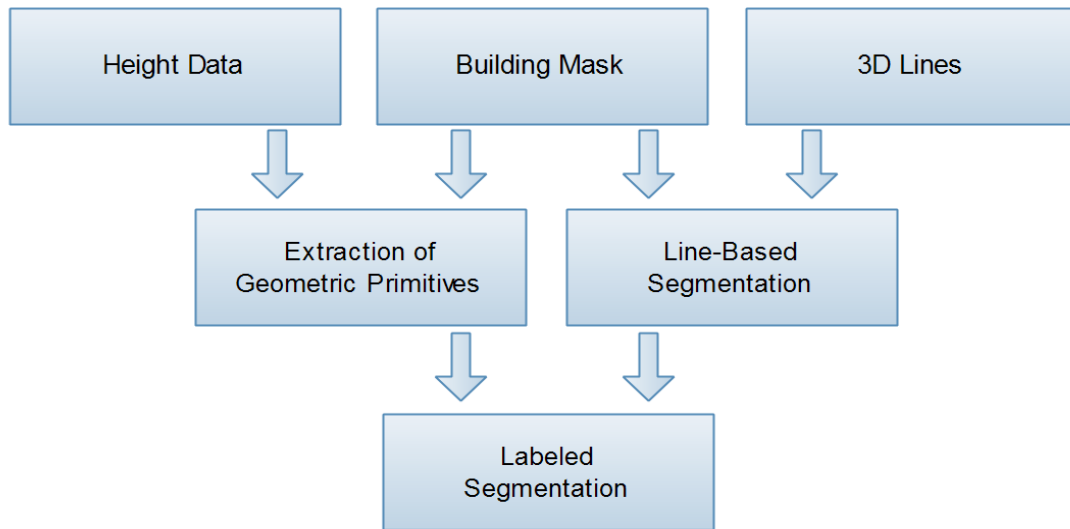 Height Data
Building Mask
3D Lines
Extraction of
Geometric Primitives
Line-Based
Segmentation
Labeled
Segmentation